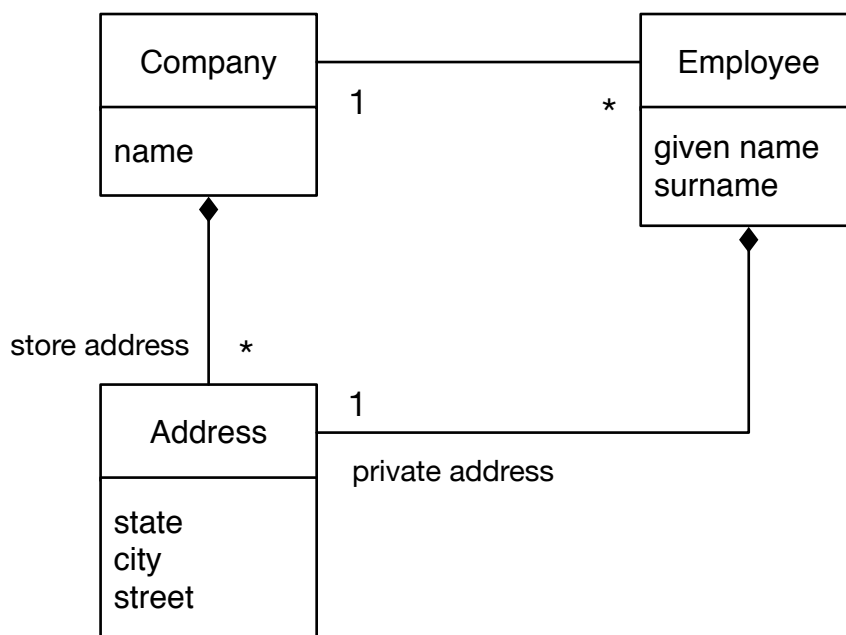 Company
name
1
*
Employee
given name
surname
store address
*
Address
state
city
street
1
private address